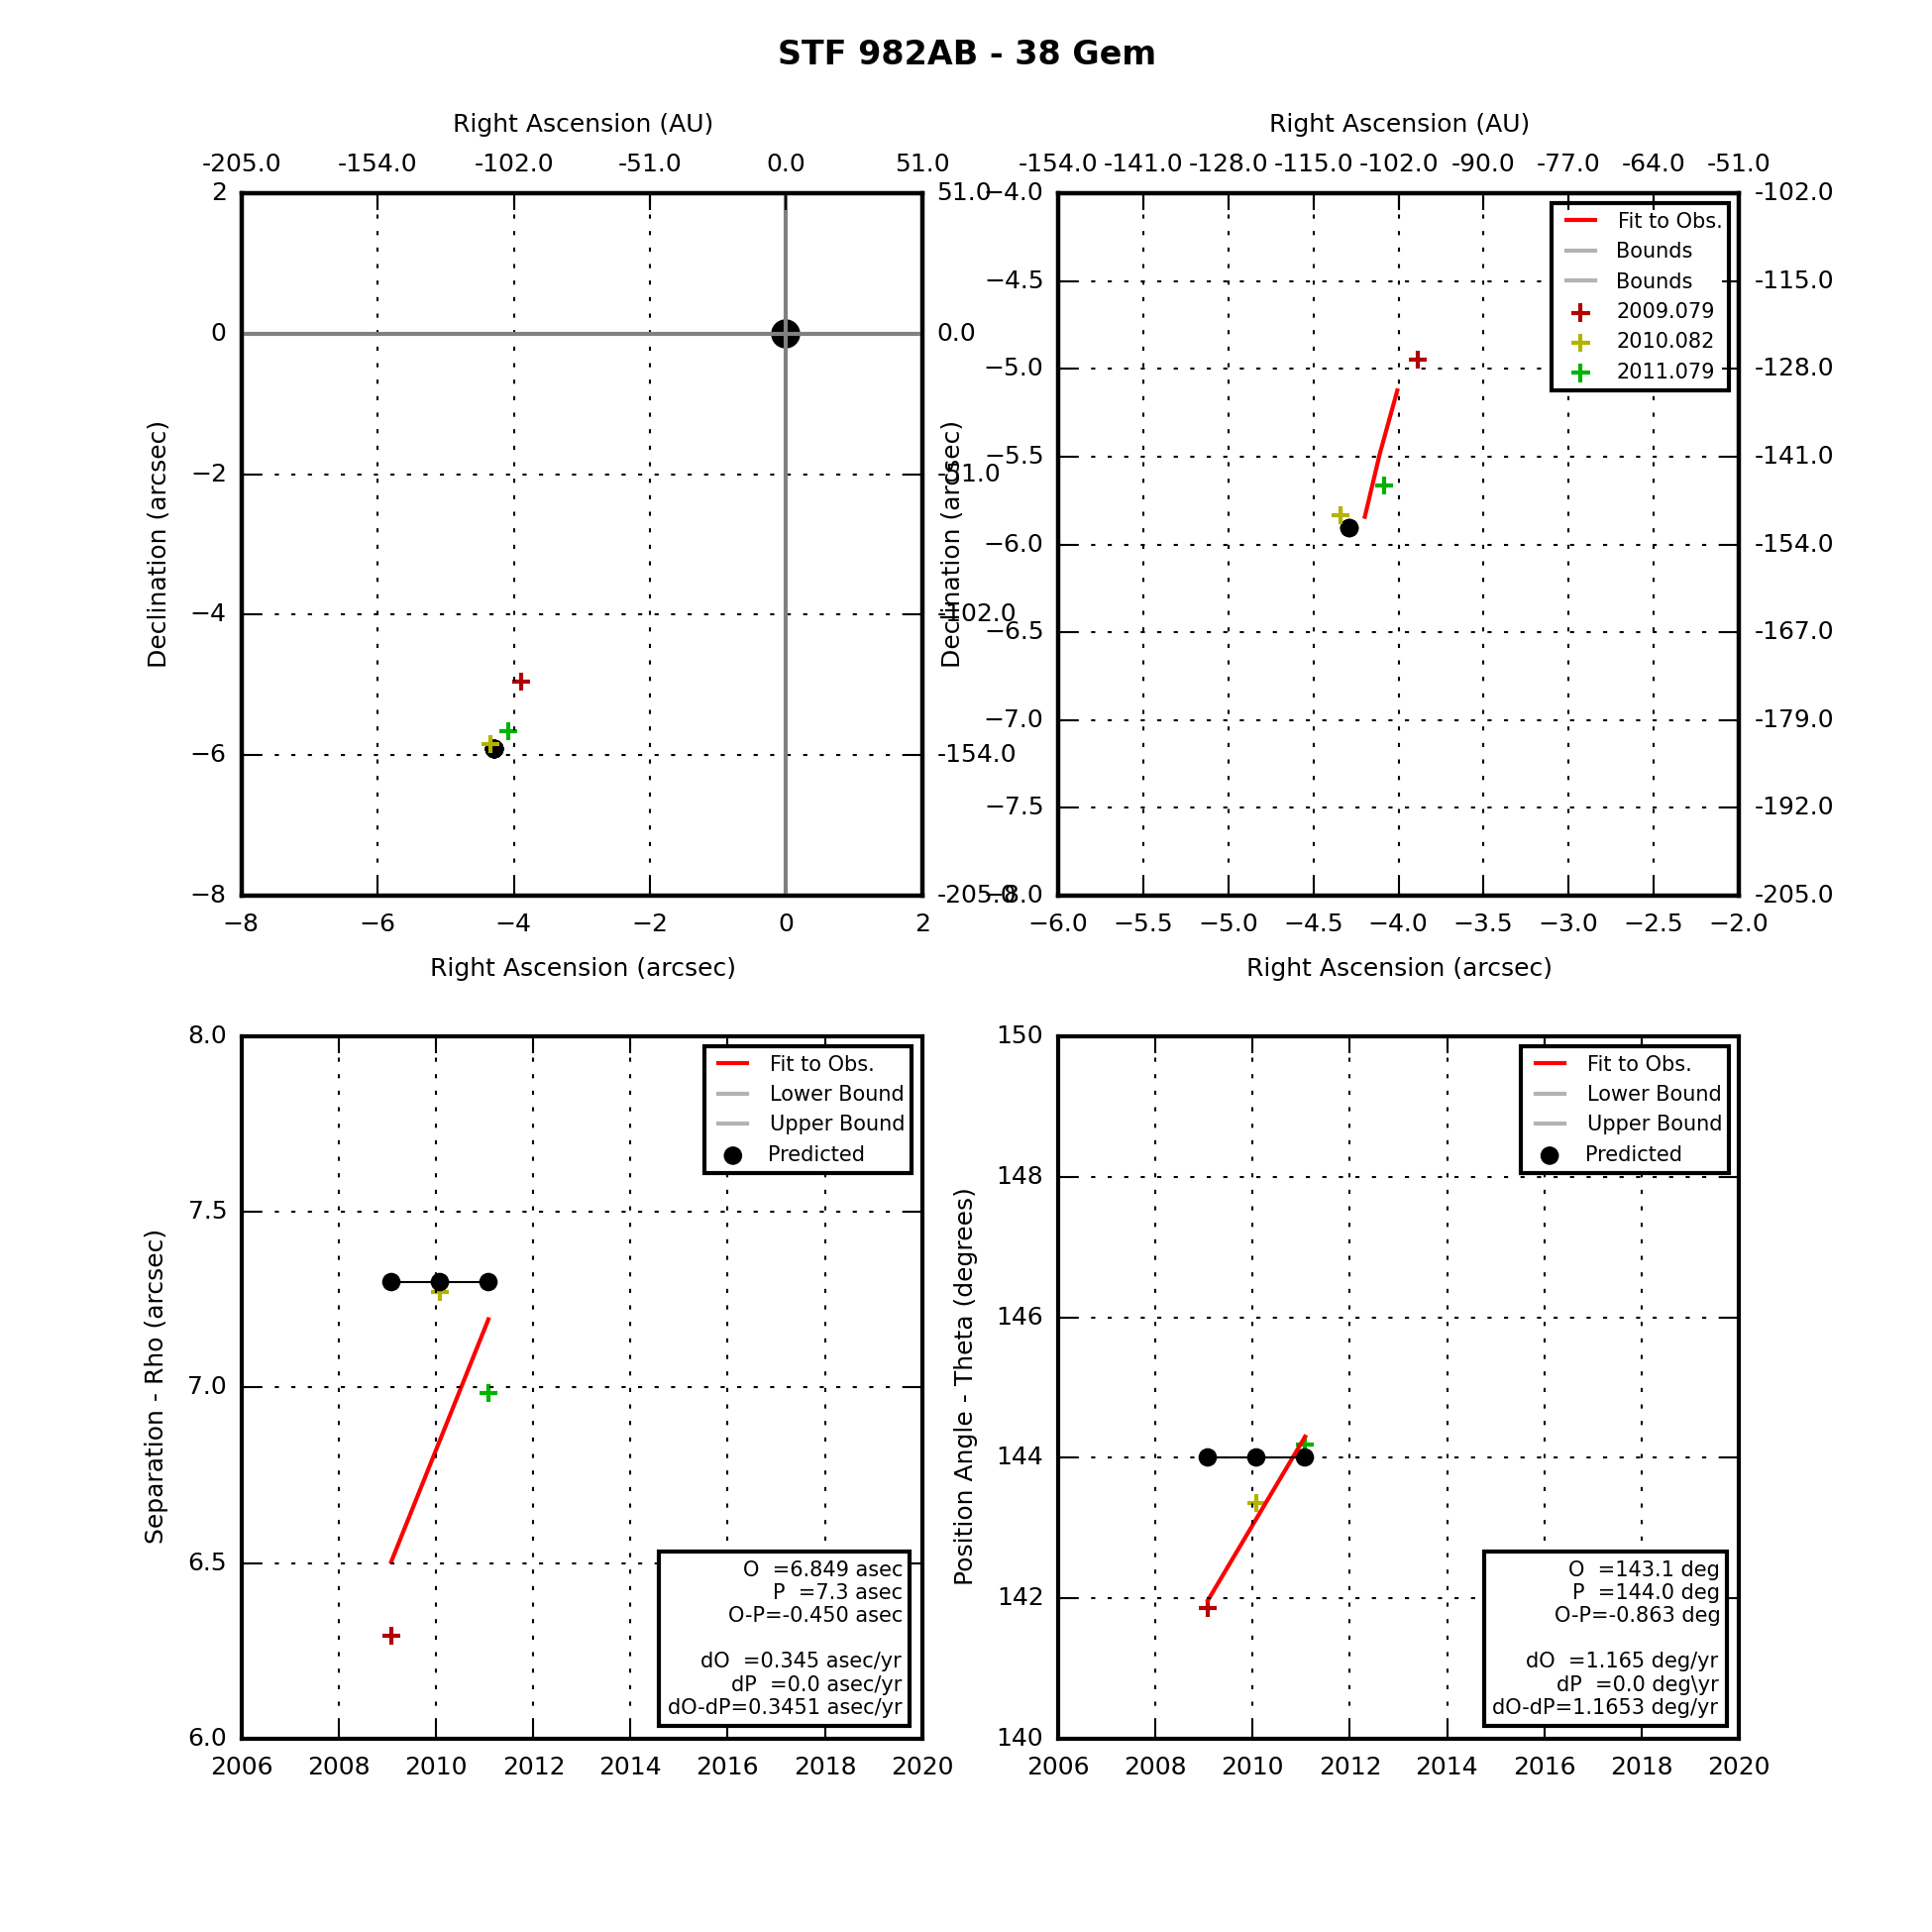 STF 982AB - 38 Gem
Right Ascension (AU)
-205.0 -154.0 -102.0 -51.0 0.0 51.0
2
0
−2
−4
−6
−8
Declination (arcsec)
51.0
0.0
-51.0
-102.0
-154.0
-205.0
−8 −6 −4 −2 0 2
Right Ascension (arcsec)
Right Ascension (AU)
-154.0 -141.0 -128.0 -115.0 -102.0 -90.0 -77.0 -64.0 -51.0
−4.0
−4.5
−5.0
−5.5
−6.0
−6.5
−7.0
−7.5
−8.0
Declination (arcsec)
Fit to Obs.
Bounds
Bounds
2009.079
2010.082
2011.079
-102.0
-115.0
-128.0
-141.0
-154.0
-167.0
-179.0
-192.0
-205.0
−6.0 −5.5 −5.0 −4.5 −4.0 −3.5 −3.0 −2.5 −2.0
Right Ascension (arcsec)
8.0
7.5
7.0
6.5
6.0
Separation - Rho (arcsec)
Fit to Obs.
Lower Bound
Upper Bound
Predicted
O =6.849 asec
P =7.3 asec
O-P=-0.450 asec
dO =0.345 asec/yr
dP =0.0 asec/yr
dO-dP=0.3451 asec/yr
2006 2008 2010 2012 2014 2016 2018 2020
150
148
146
144
142
140
Position Angle - Theta (degrees)
Fit to Obs.
Lower Bound
Upper Bound
Predicted
O =143.1 deg
P =144.0 deg
O-P=-0.863 deg
dO =1.165 deg/yr
dP =0.0 deg\yr
dO-dP=1.1653 deg/yr
2006 2008 2010 2012 2014 2016 2018 2020